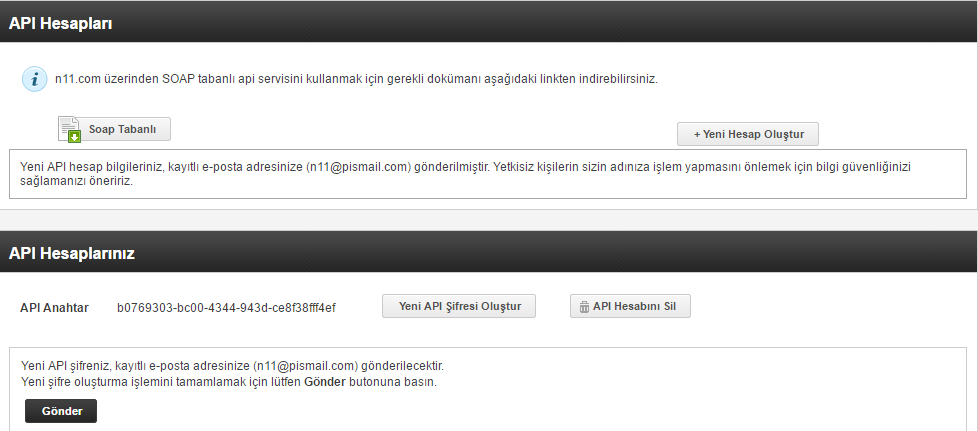 API Hesapları
n11.com üzerinden SOAP tabanlı api servisini kullanmak için gerekli dokümanı aşağıdaki linkten indirebilirsiniz.
Soap Tabanlı
+ Yeni Hesap Oluştur
Yeni API hesap bilgileriniz, kayıtlı e-posta adresinize (n11@pismail.com) gönderilmiştir. Yetkisiz kişilerin sizin adınıza işlem yapmasını önlemek için bilgi güvenliğinizi
sağlamanızı öneririz.
API Hesaplarınız
API Anahtar b0769303-bc00-4344-943d-ce8f38fff4ef Yeni API Şifresi Oluştur API Hesabını Sil
Yeni API şifreniz, kayıtlı e-posta adresinize (n11@pismail.com) gönderilecektir.
Yeni şifre oluşturma işlemini tamamlamak için lütfen Gönder butonuna basın.
Gönder